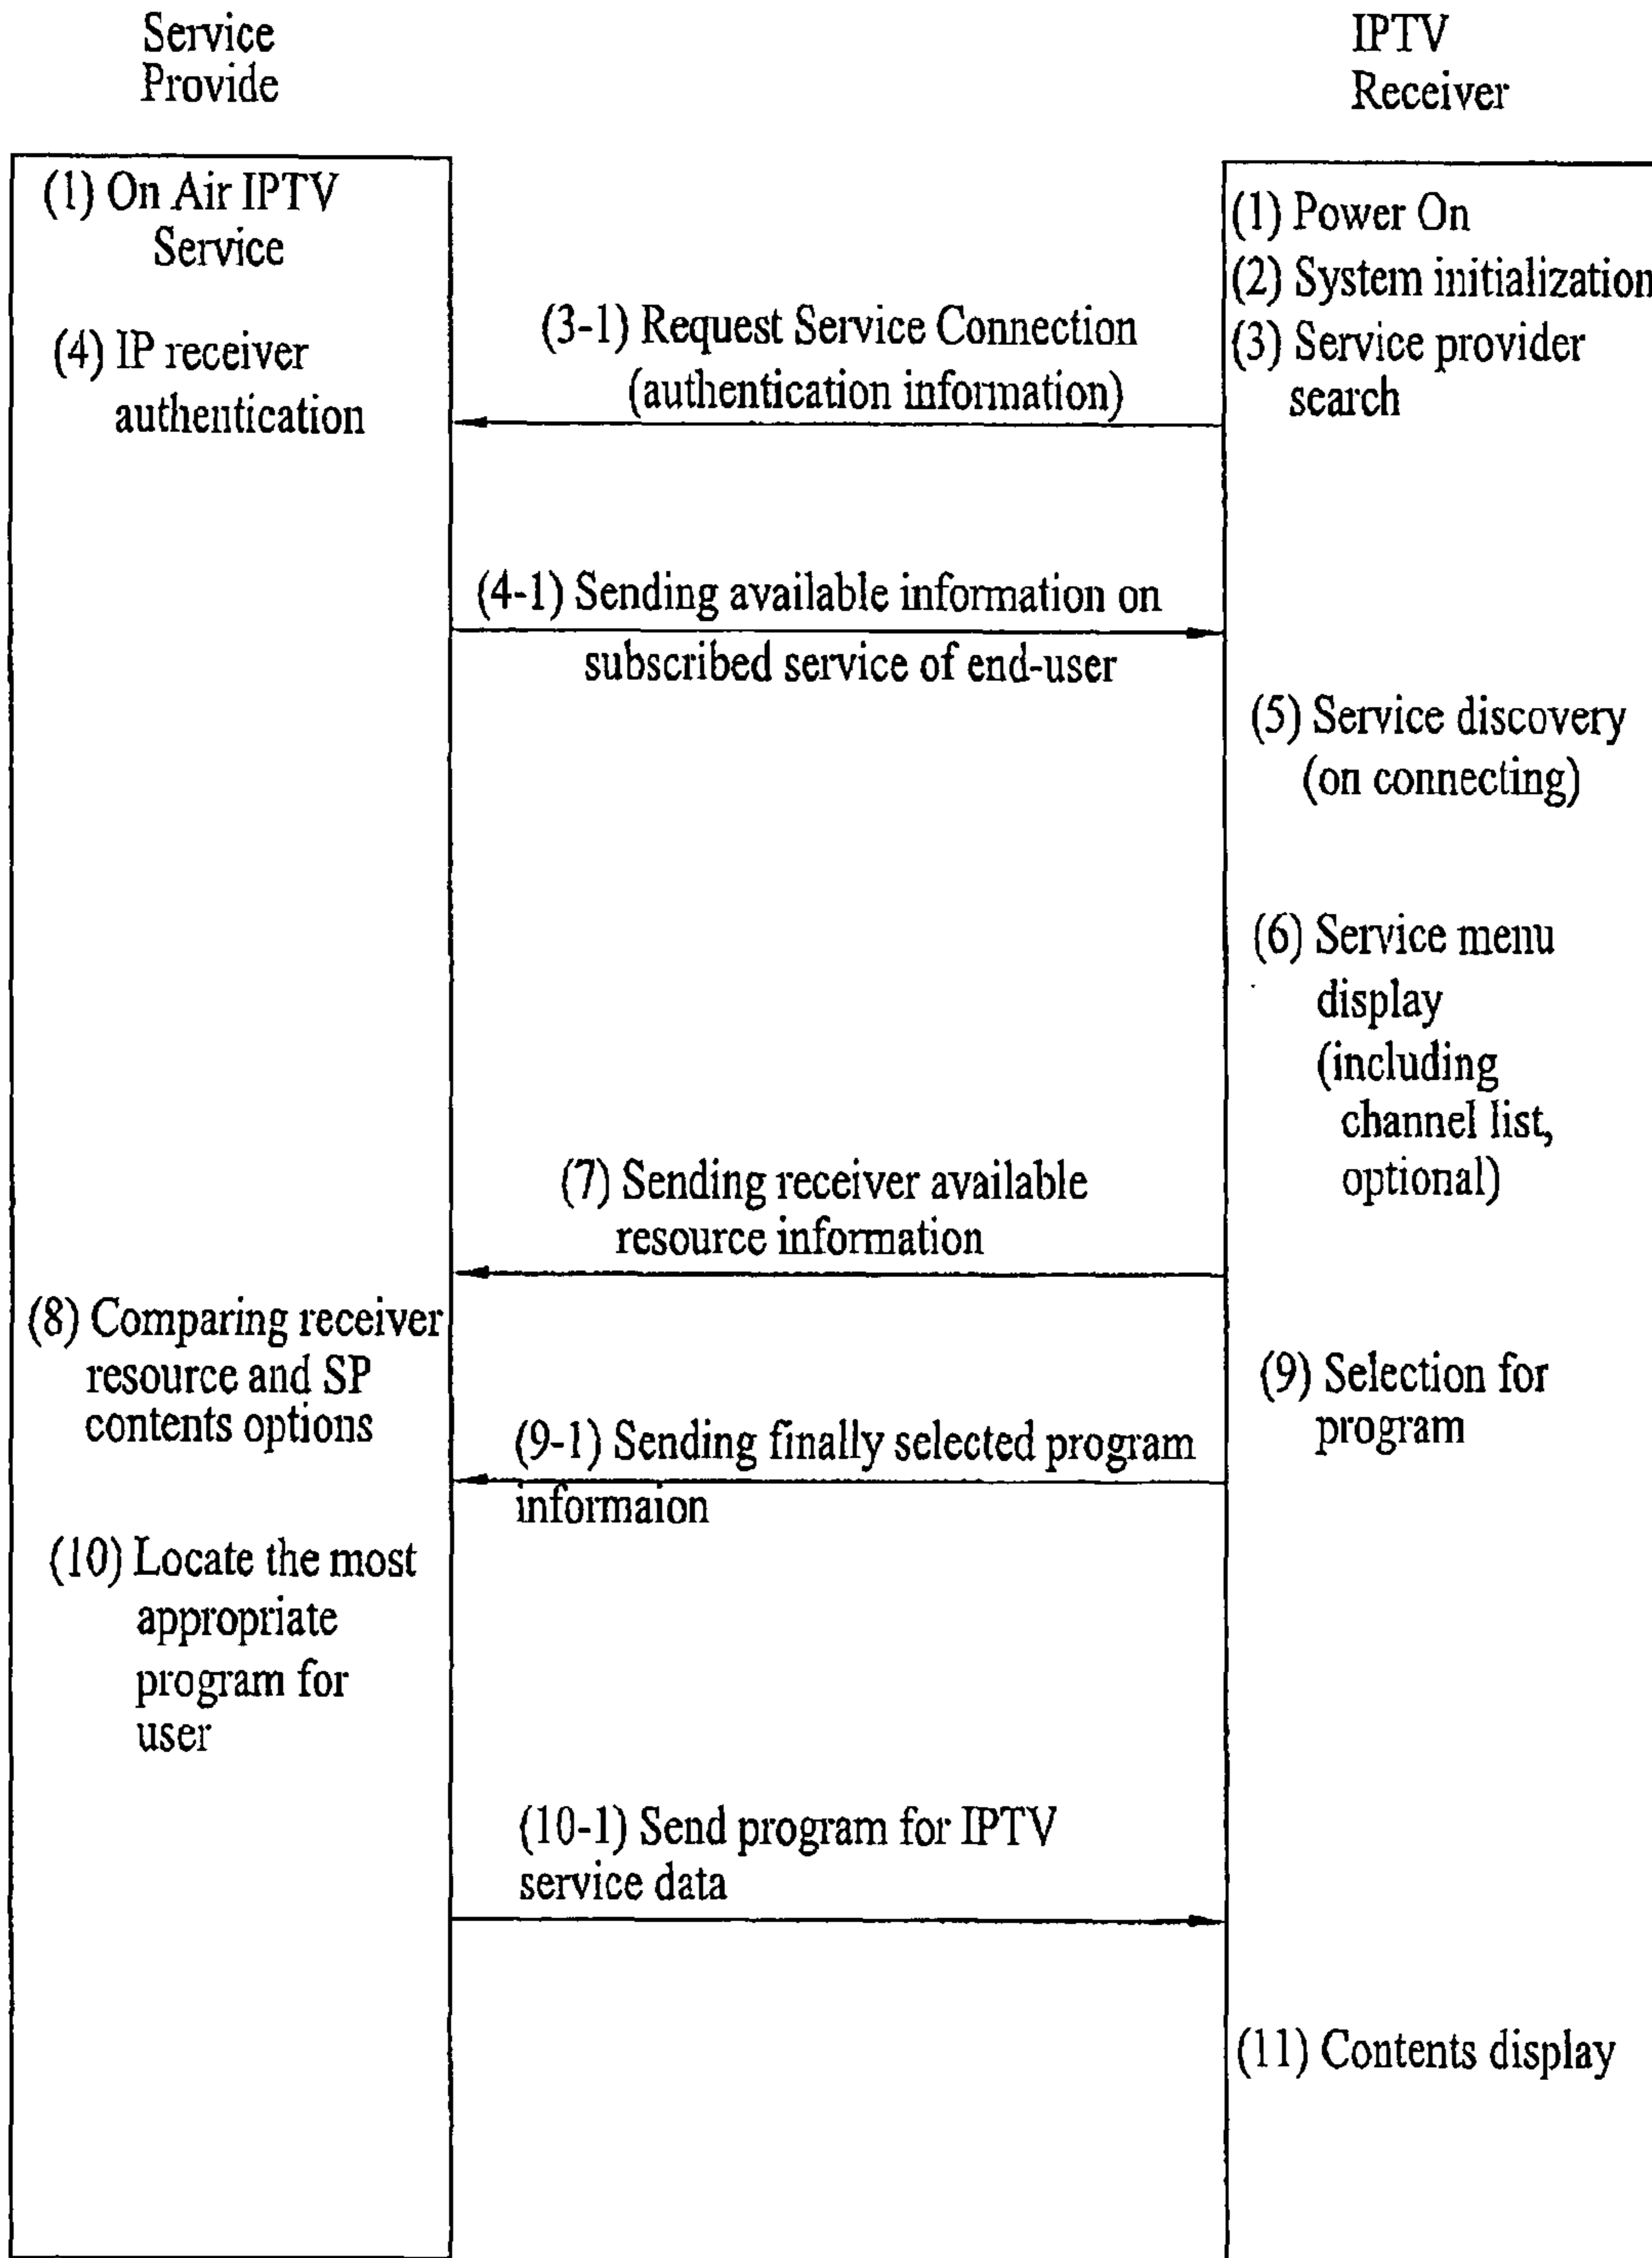 Service
Provide
IPTV
Receiver
(1) On Air IPTV
Service
(1) Power On
(2) System initialization
(3) Service provider
search
(3-1) Request Service Connection
(authentication information)
(4) IP receiver
authentication
(4-1) Sending available information on
subscribed service of end-user
(5) Service discovery
(on connecting)
(6) Service menu
display
(including
channel list,
optional)
(7) Sending receiver available
resource information
(8) Comparing receiver
resource and SP
contents options
(9) Selection for
program
(9-1) Sending finally selected program
informaion
(10) Locate the most
appropriate
program for
user
(10-1) Send program for IPTV
service data
(11) Contents display